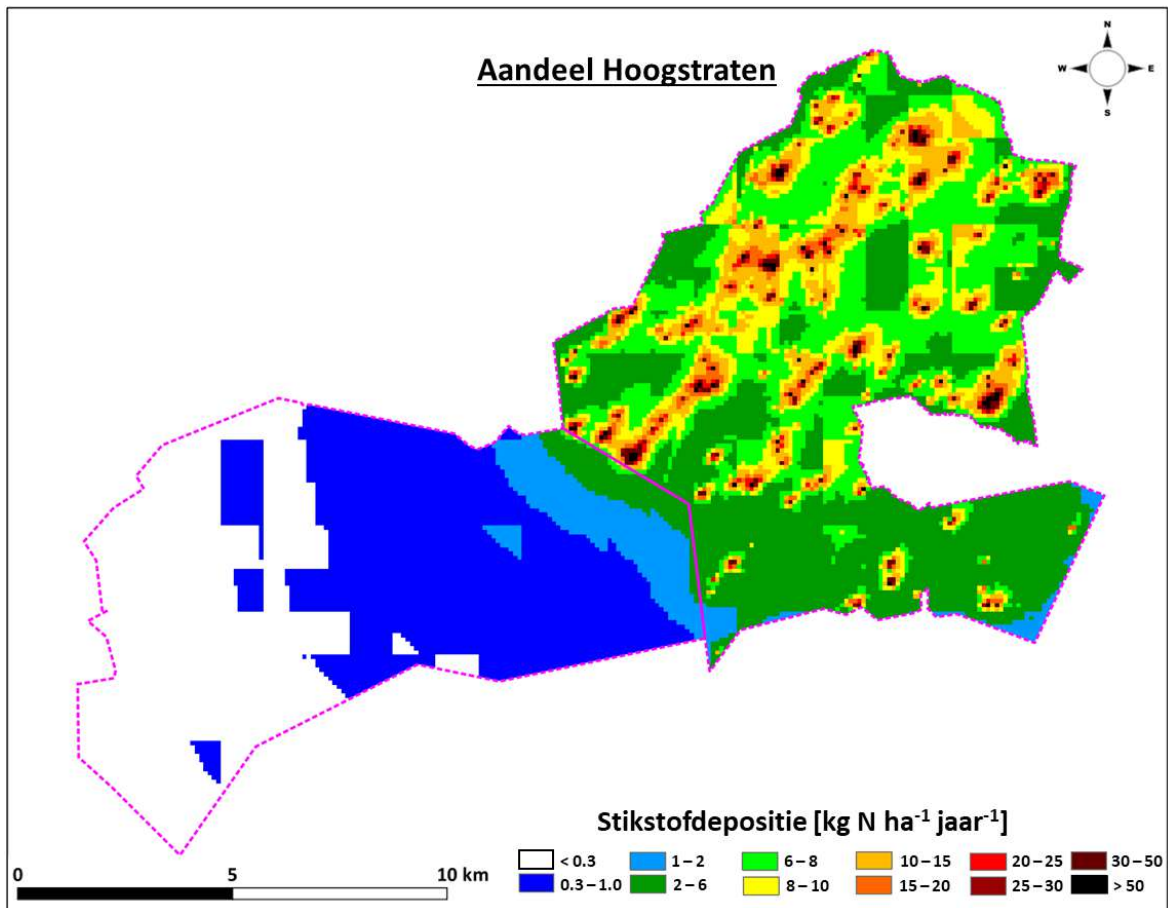 Aandeel Hoogstraten
N
W E
S
Stikstofdepositie [kg N ha⁻¹ jaar⁻¹]
0 5 10 km
< 0.3 1 – 2 6 – 8 10 – 15 20 – 25 30 – 50
0.3 – 1.0 2 – 6 8 – 10 15 – 20 25 – 30 > 50